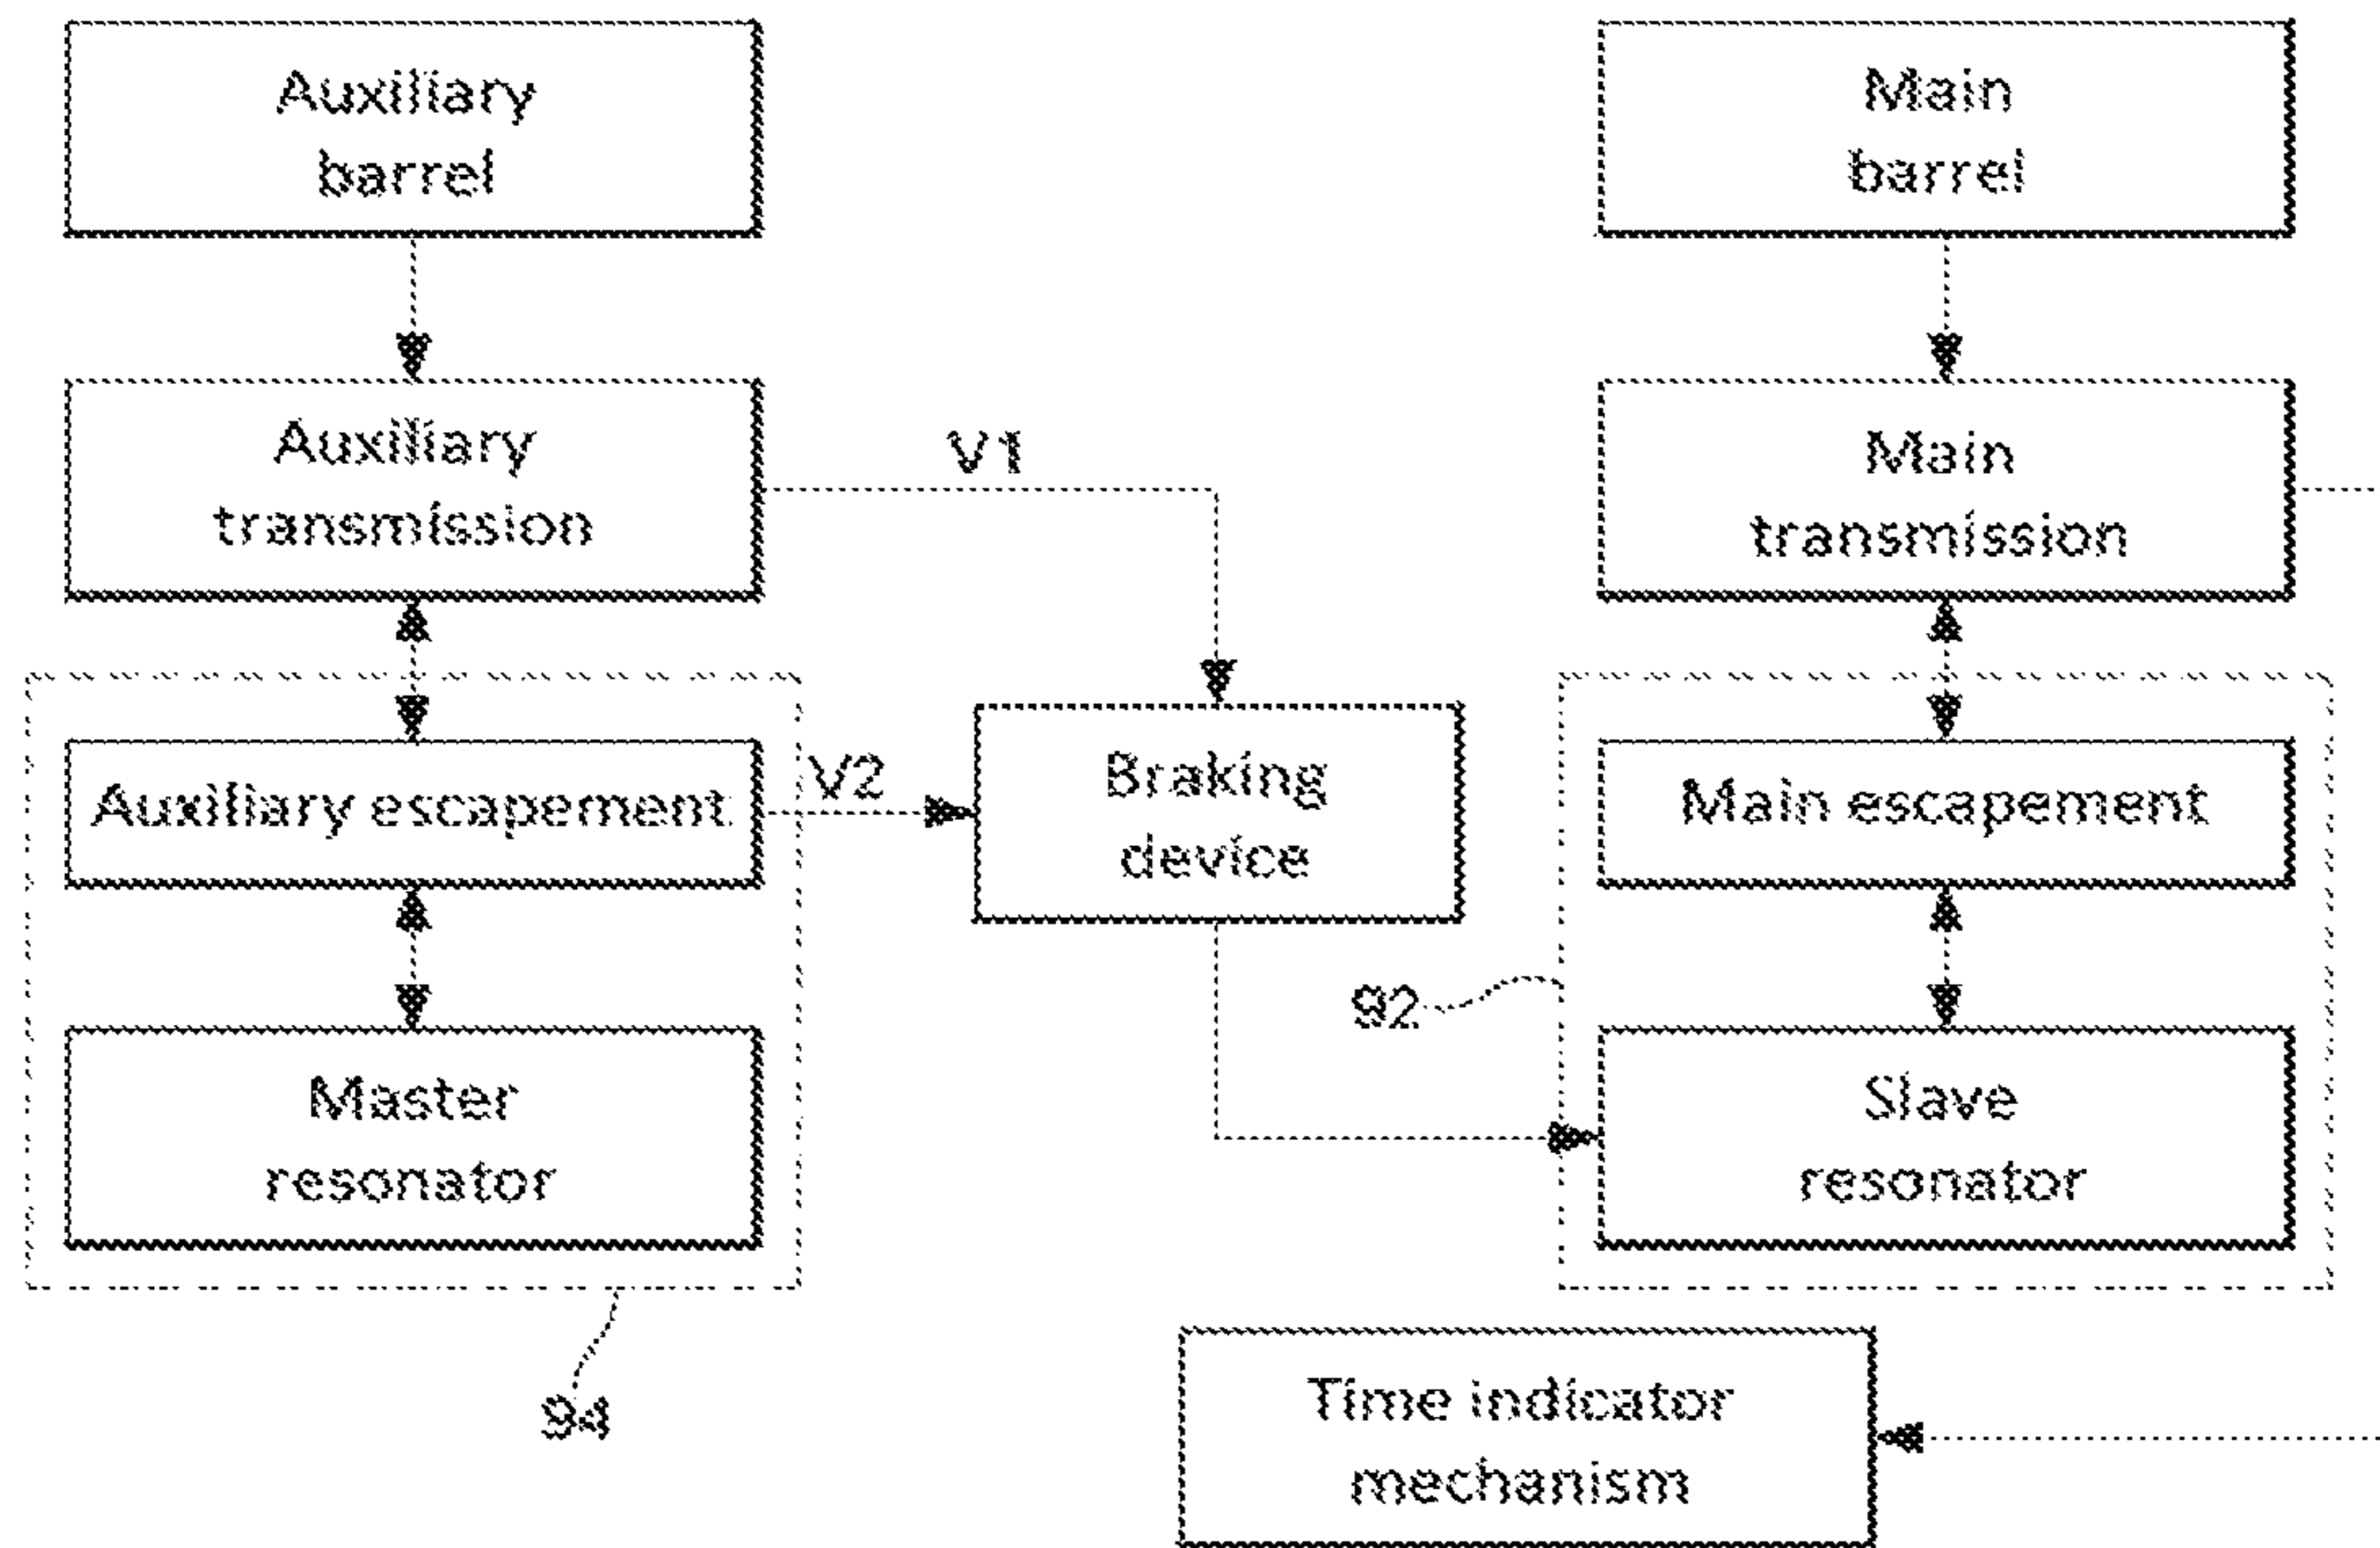 Auxiliary
barrel
Main
barrel
Auxiliary
transmission
V1
Main
transmission
Auxiliary escapement
V2
Braking
device
Main escapement
92
Master
resonator
Slave
resonator
94
Time indicator
mechanism